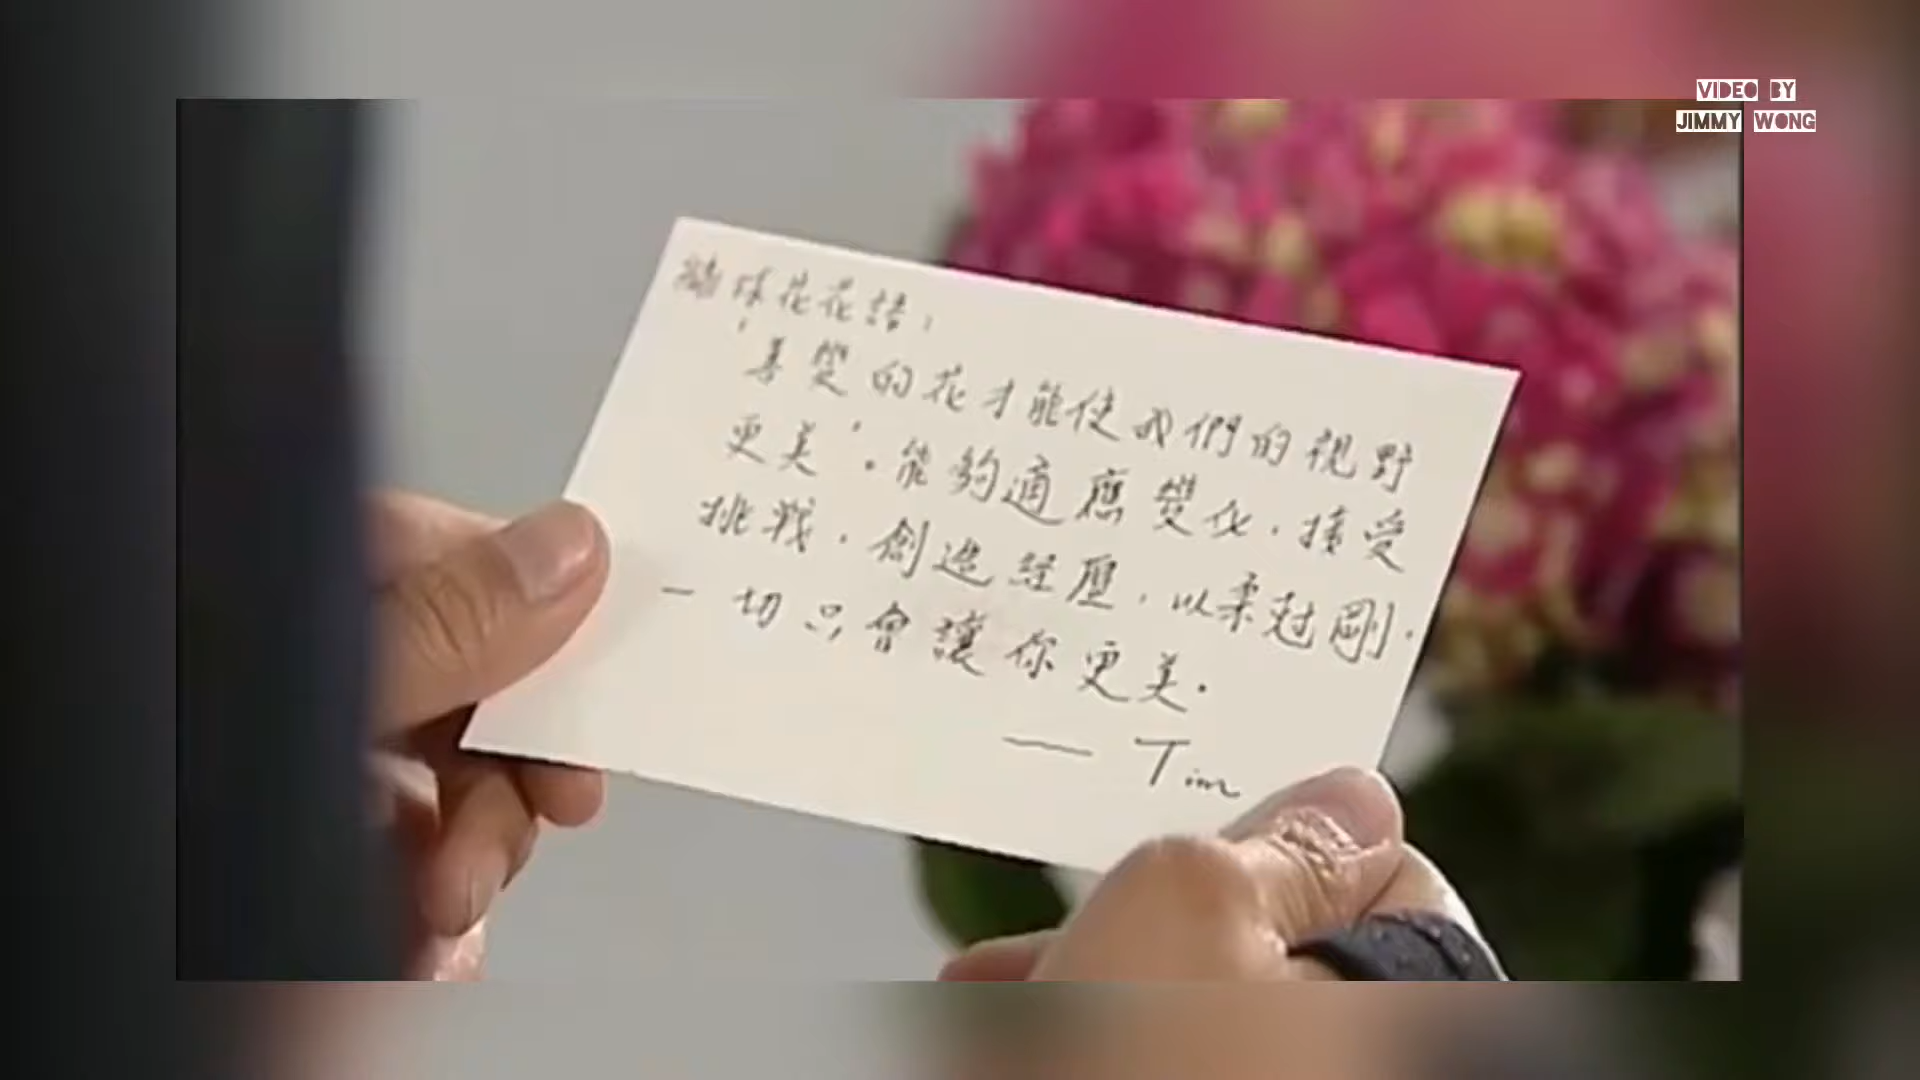 VIDEO BY
JIMMY WONG
繡球花花語：
'善變的花才能使我們的視野
更美'。能夠適應變化，接受
挑戰，創造經歷，以柔尅剛，
一切只會讓你更美。
— Tim